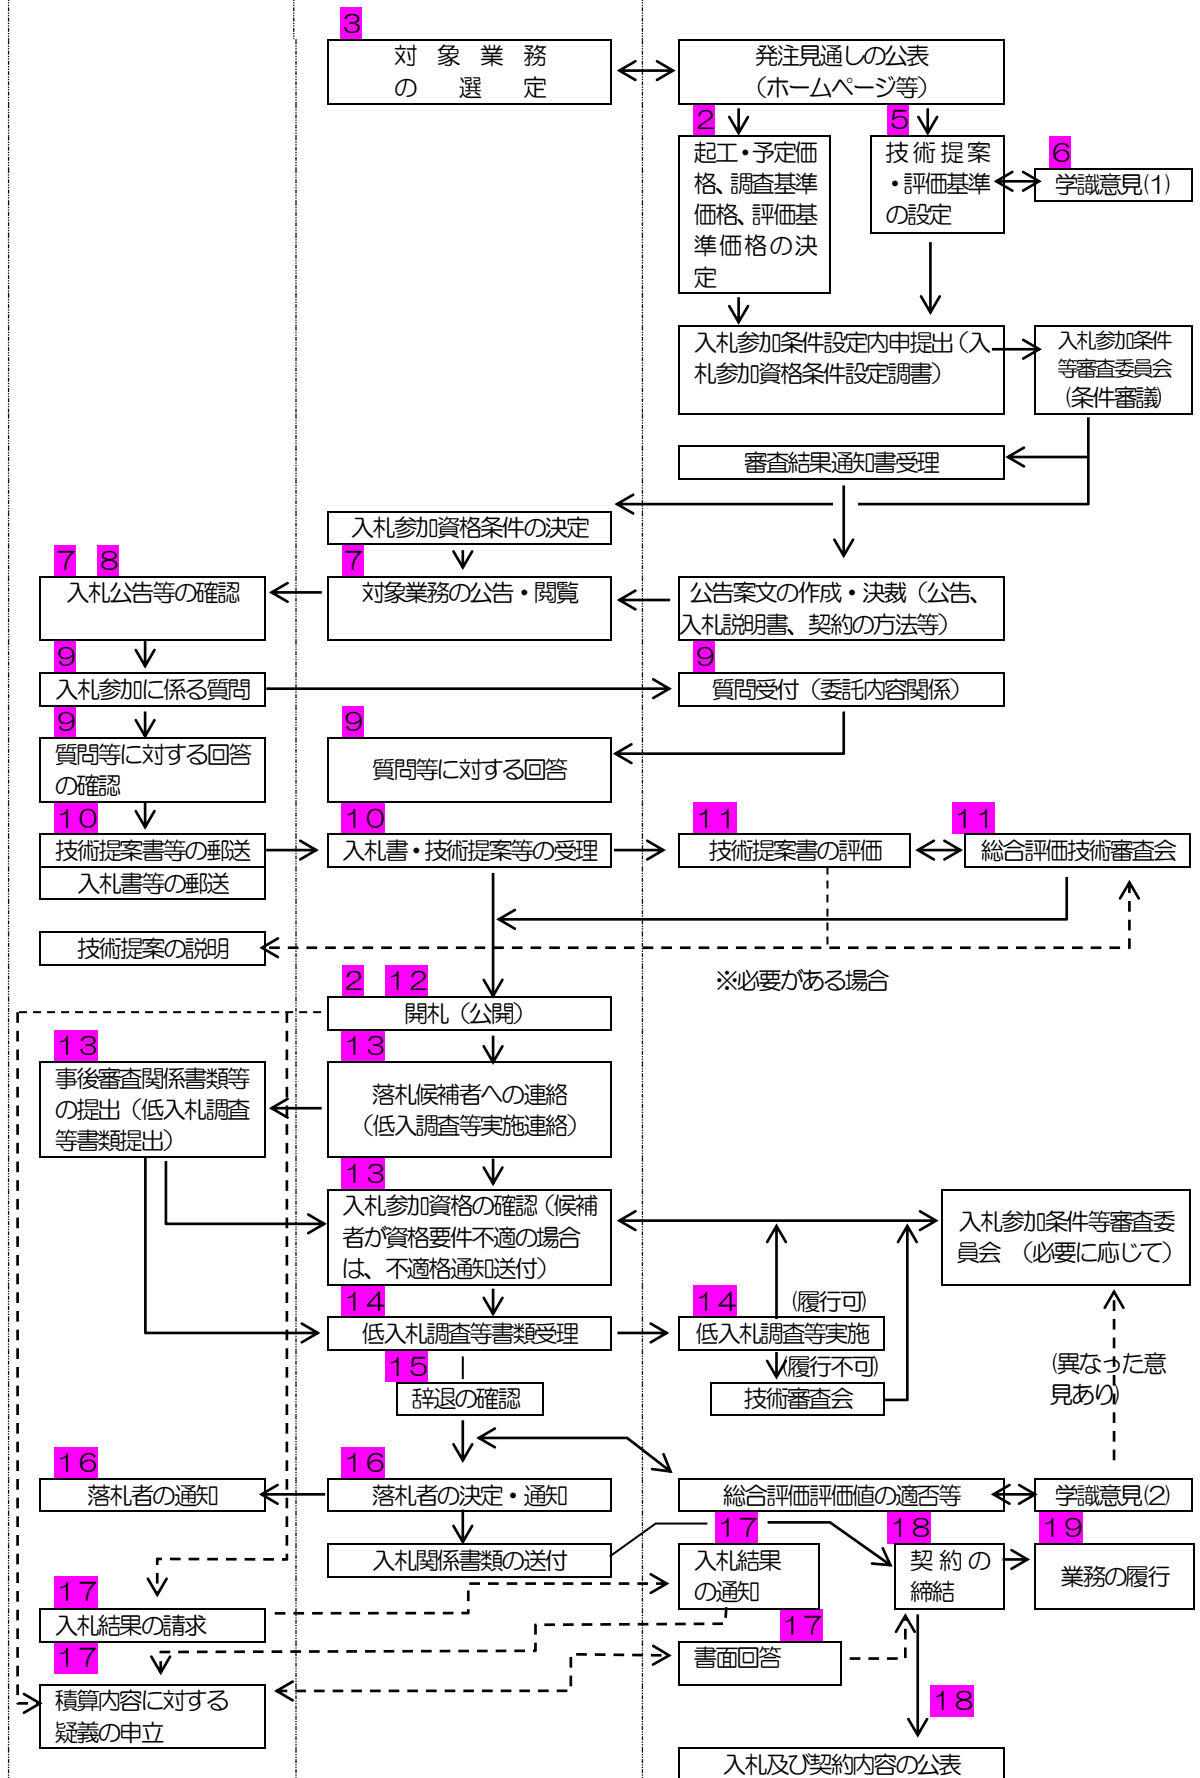 ３
対象業務
の選定
発注見通しの公表
（ホームページ等）
２
５
起工・予定価
格、調査基準
価格、評価基
準価格の決
定
技術提案
・評価基準
の設定
６
学識意見(1)
入札参加条件設定内申提出（入
札参加資格条件設定調書）
入札参加条件
等審査委員会
（条件審議）
審査結果通知書受理
入札参加資格条件の決定
７　８
入札公告等の確認
７
対象業務の公告・閲覧
公告案文の作成・決裁（公告、
入札説明書、契約の方法等）
９
入札参加に係る質問
９
質問受付（委託内容関係）
９
質問等に対する回答
の確認
９
質問等に対する回答
１０
技術提案書等の郵送
入札書等の郵送
１０
入札書・技術提案等の受理
１１
技術提案書の評価
１１
総合評価技術審査会
技術提案の説明
※必要がある場合
２　１２
開札（公開）
１３
事後審査関係書類等
の提出（低入札調査
等書類提出）
１３
落札候補者への連絡
（低入調査等実施連絡）
１３
入札参加資格の確認（候補
者が資格要件不適の場合
は、不適格通知送付）
入札参加条件等審査委
員会　（必要に応じて）
１４
低入札調査等書類受理
１４
（履行可）
低入札調査等実施
（履行不可）
技術審査会
１５
辞退の確認
（異なった意
見あり）
１６
落札者の通知
１６
落札者の決定・通知
総合評価評価値の適否等
学識意見(2)
入札関係書類の送付
１７
入札結果
の通知
１８
契約の
締結
１９
業務の履行
１７
入札結果の請求
１７
書面回答
１７
積算内容に対する
疑義の申立
１８
入札及び契約内容の公表